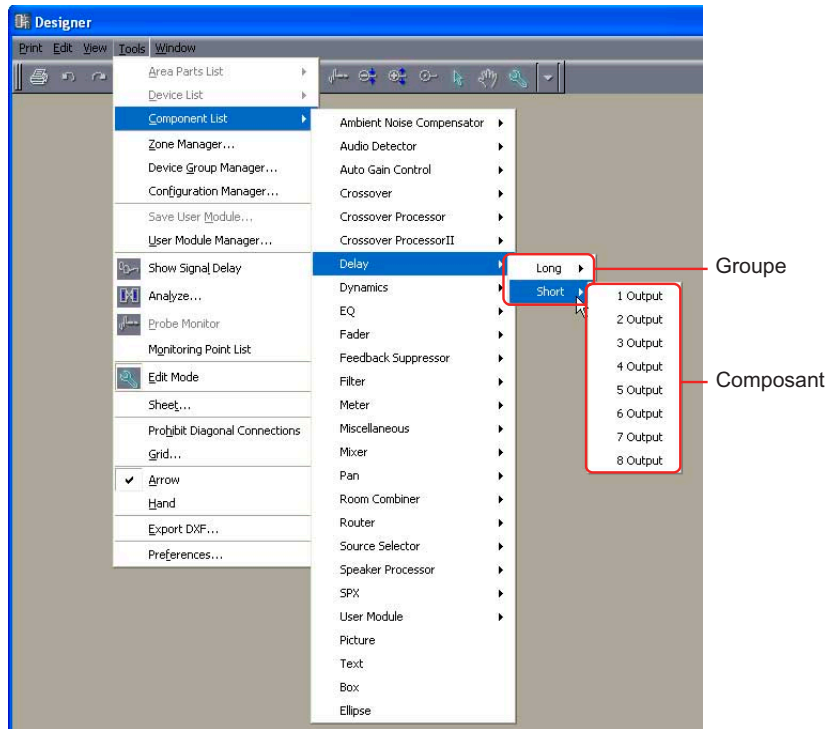 Designer
Print Edit View Tools Window
Area Parts List
Device List
Component List
Zone Manager...
Device Group Manager...
Configuration Manager...
Save User Module...
User Module Manager...
Show Signal Delay
Analyze...
Probe Monitor
Monitoring Point List
Edit Mode
Sheet...
Prohibit Diagonal Connections
Grid...
Arrow
Hand
Export DXF...
Preferences...
Ambient Noise Compensator
Audio Detector
Auto Gain Control
Crossover
Crossover Processor
Crossover ProcessorII
Delay
Dynamics
EQ
Fader
Feedback Suppressor
Filter
Meter
Miscellaneous
Mixer
Pan
Room Combiner
Router
Source Selector
Speaker Processor
SPX
User Module
Picture
Text
Box
Ellipse
Long
Short
Groupe
1 Output
2 Output
3 Output
4 Output
5 Output
6 Output
7 Output
8 Output
Composant